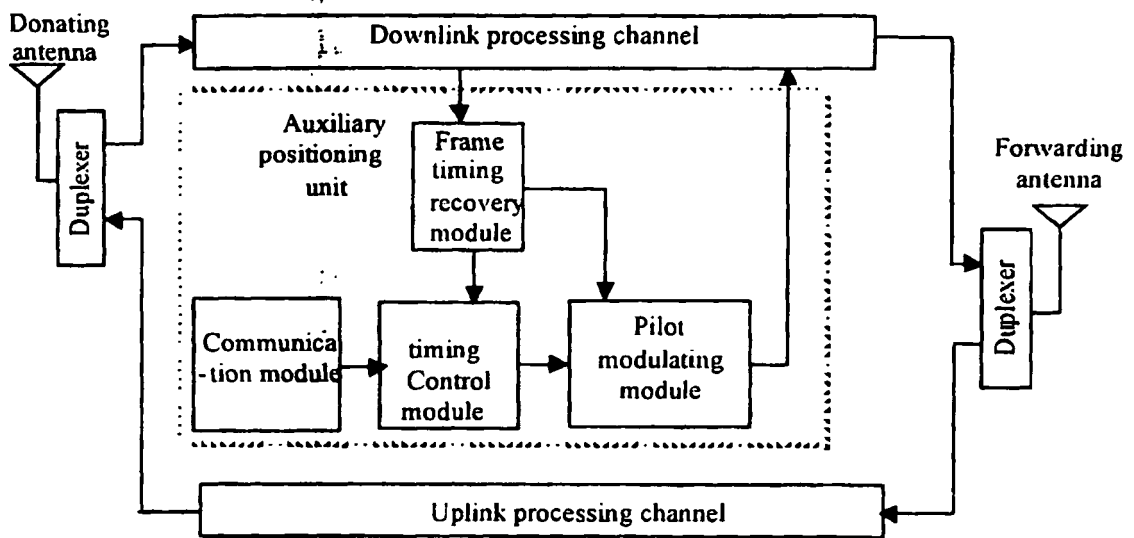 Donating
antenna
Downlink processing channel
Duplexer
Auxiliary
positioning
unit
Frame
timing
recovery
module
Forwarding
antenna
Communica
-tion module
timing
Control
module
Pilot
modulating
module
Duplexer
Uplink processing channel